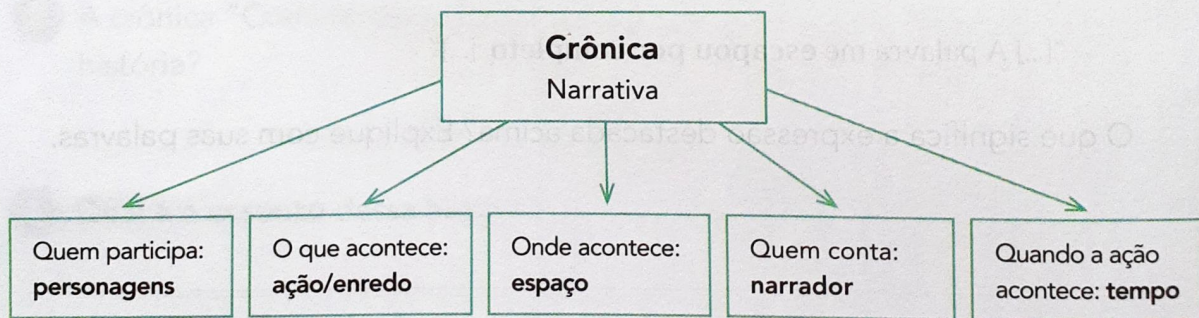 Crônica
Narrativa
Quem participa:
personagens
O que acontece:
ação/enredo
Onde acontece:
espaço
Quem conta:
narrador
Quando a ação
acontece: tempo